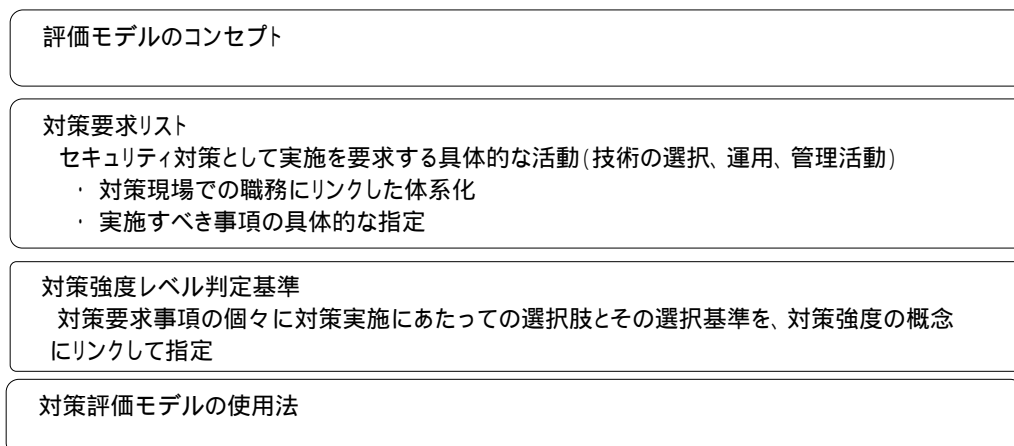 評価モデルのコンセプト
対策要求リスト
セキュリティ対策として実施を要求する具体的な活動(技術の選択、運用、管理活動)
・ 対策現場での職務にリンクした体系化
・ 実施すべき事項の具体的な指定
対策強度レベル判定基準
対策要求事項の個々に対策実施にあたっての選択肢とその選択基準を、対策強度の概念
にリンクして指定
対策評価モデルの使用法